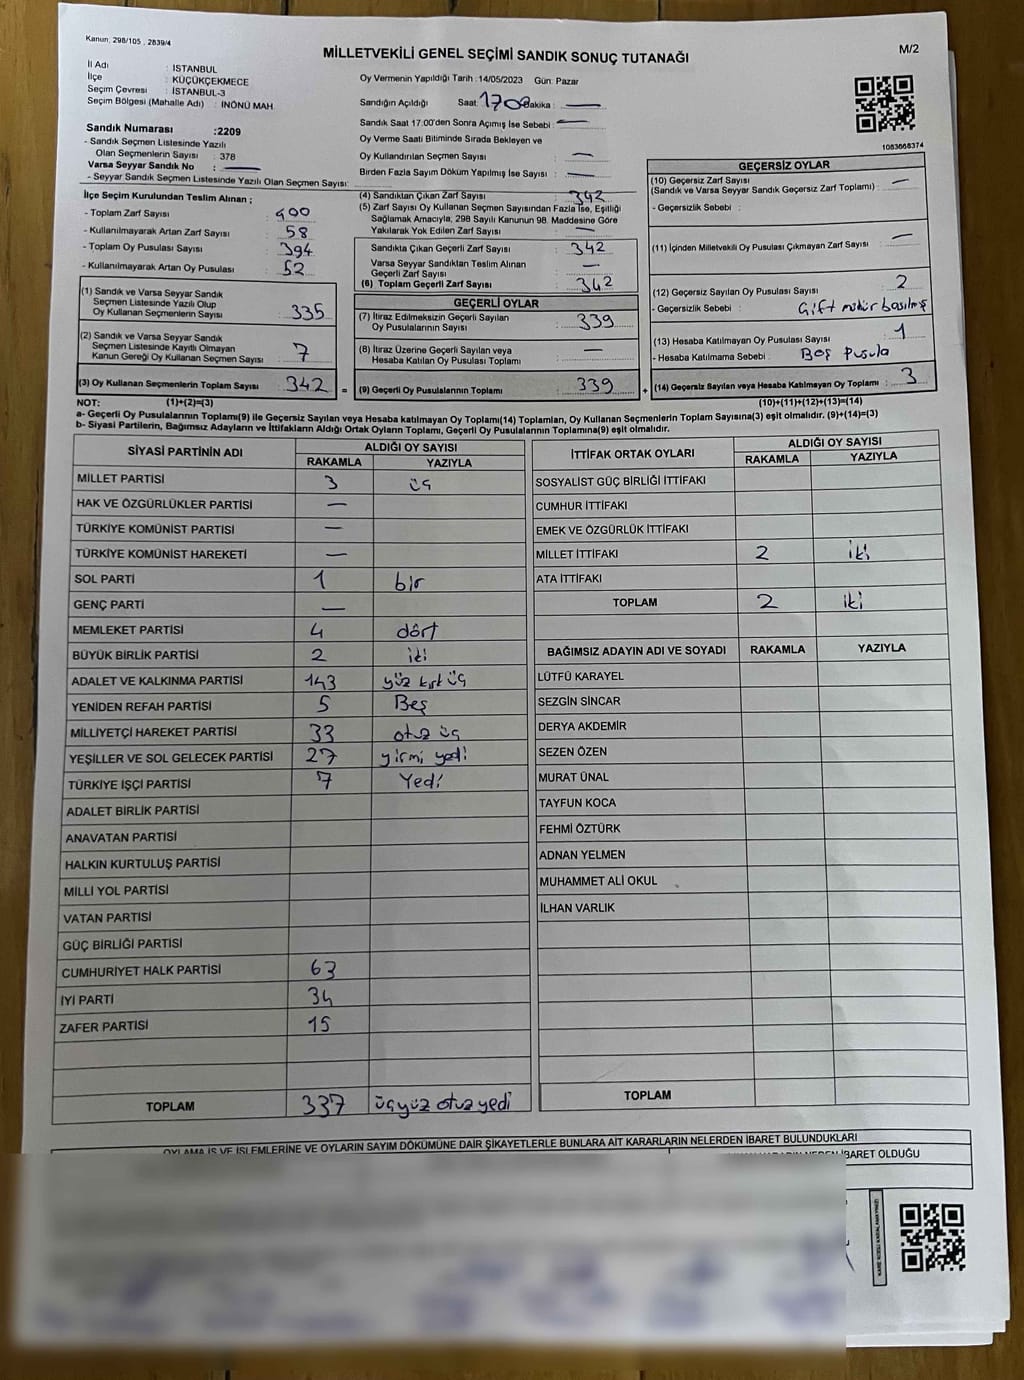 Kanun: 298/105 , 2839/4
MİLLETVEKİLİ GENEL SEÇİMİ SANDIK SONUÇ TUTANAĞI
M/2
İl Adı : İSTANBUL
İlçe : KÜÇÜKÇEKMECE
Seçim Çevresi : İSTANBUL-3
Seçim Bölgesi (Mahalle Adı) : İNÖNÜ MAH.
Sandık Numarası :2209
- Sandık Seçmen Listesinde Yazılı
Olan Seçmenlerin Sayısı : 378
Varsa Seyyar Sandık No : —
- Seyyar Sandık Seçmen Listesinde Yazılı Olan Seçmen Sayısı:
Oy Vermenin Yapıldığı Tarih : 14/05/2023 Gün: Pazar
Sandığın Açıldığı Saat: 1708 Dakika : —
Sandık Saat 17:00'den Sonra Açımış İse Sebebi : —
Oy Verme Saati Bitiminde Sırada Bekleyen ve
Oy Kullandırılan Seçmen Sayısı : —
Birden Fazla Sayım Döküm Yapılmış İse Sayısı : —
1083668374
İlçe Seçim Kurulundan Teslim Alınan ;
- Toplam Zarf Sayısı : 400
- Kullanılmayarak Artan Zarf Sayısı : 58
- Toplam Oy Pusulası Sayısı : 394
- Kullanılmayarak Artan Oy Pusulası : 52
(1) Sandık ve Varsa Seyyar Sandık
Seçmen Listesinde Yazılı Olup
Oy Kullanan Seçmenlerin Sayısı : 335
(2) Sandık ve Varsa Seyyar Sandık
Seçmen Listesinde Kayıtlı Olmayan
Kanun Gereği Oy Kullanan Seçmen Sayısı : 7
(3) Oy Kullanan Seçmenlerin Toplam Sayısı : 342 =
(4) Sandıktan Çıkan Zarf Sayısı : 342
(5) Zarf Sayısı Oy Kullanan Seçmen Sayısından Fazla İse, Eşitliği
Sağlamak Amacıyla, 298 Sayılı Kanunun 98. Maddesine Göre
Yakılarak Yok Edilen Zarf Sayısı :
Sandıkta Çıkan Geçerli Zarf Sayısı : 342
Varsa Seyyar Sandıktan Teslim Alınan
Geçerli Zarf Sayısı : —
(6) Toplam Geçerli Zarf Sayısı : 342
GEÇERLİ OYLAR
(7) İtiraz Edilmeksizin Geçerli Sayılan
Oy Pusulalarının Sayısı : 339
(8) İtiraz Üzerine Geçerli Sayılan veya
Hesaba Katılan Oy Pusulası Toplamı : —
(9) Geçerli Oy Pusulalarının Toplamı : 339 +
GEÇERSİZ OYLAR
(10) Geçersiz Zarf Sayısı
(Sandık ve Varsa Seyyar Sandık Geçersiz Zarf Toplamı) : —
- Geçersizlik Sebebi :
(11) İçinden Milletvekili Oy Pusulası Çıkmayan Zarf Sayısı : —
(12) Geçersiz Sayılan Oy Pusulası Sayısı : 2
- Geçersizlik Sebebi : Çift mühür basılmış
(13) Hesaba Katılmayan Oy Pusulası Sayısı : 1
- Hesaba Katılmama Sebebi : Boş Pusula
(14) Geçersiz Sayılan veya Hesaba Katılmayan Oy Toplamı : 3
NOT: (1)+(2)=(3) (10)+(11)+(12)+(13)=(14)
a- Geçerli Oy Pusulalarının Toplamı(9) ile Geçersiz Sayılan veya Hesaba katılmayan Oy Toplamı(14) Toplamları, Oy Kullanan Seçmenlerin Toplam Sayısına(3) eşit olmalıdır. (9)+(14)=(3)
b- Siyasi Partilerin, Bağımsız Adayların ve İttifakların Aldığı Ortak Oyların Toplamı, Geçerli Oy Pusulalarının Toplamına(9) eşit olmalıdır.
SİYASİ PARTİNİN ADI ALDIĞI OY SAYISI
RAKAMLA YAZIYLA
MİLLET PARTİSİ 3 üç
HAK VE ÖZGÜRLÜKLER PARTİSİ —
TÜRKİYE KOMÜNİST PARTİSİ —
TÜRKİYE KOMÜNİST HAREKETİ —
SOL PARTİ 1 bir
GENÇ PARTİ —
MEMLEKET PARTİSİ 4 dört
BÜYÜK BİRLİK PARTİSİ 2 iki
ADALET VE KALKINMA PARTİSİ 143 yüz kırk üç
YENİDEN REFAH PARTİSİ 5 Beş
MİLLİYETÇİ HAREKET PARTİSİ 33 otuz üç
YEŞİLLER VE SOL GELECEK PARTİSİ 27 yirmi yedi
TÜRKİYE İŞÇİ PARTİSİ 7 Yedi
ADALET BİRLİK PARTİSİ
ANAVATAN PARTİSİ
HALKIN KURTULUŞ PARTİSİ
MİLLİ YOL PARTİSİ
VATAN PARTİSİ
GÜÇ BİRLİĞİ PARTİSİ
CUMHURİYET HALK PARTİSİ 63
İYİ PARTİ 34
ZAFER PARTİSİ 15
TOPLAM 337 üçyüz otuz yedi
İTTİFAK ORTAK OYLARI ALDIĞI OY SAYISI
RAKAMLA YAZIYLA
SOSYALİST GÜÇ BİRLİĞİ İTTİFAKI
CUMHUR İTTİFAKI
EMEK VE ÖZGÜRLÜK İTTİFAKI
MİLLET İTTİFAKI 2 iki
ATA İTTİFAKI
TOPLAM 2 iki
BAĞIMSIZ ADAYIN ADI VE SOYADI RAKAMLA YAZIYLA
LÜTFÜ KARAYEL
SEZGİN SİNCAR
DERYA AKDEMİR
SEZEN ÖZEN
MURAT ÜNAL
TAYFUN KOCA
FEHMİ ÖZTÜRK
ADNAN YELMEN
MUHAMMET ALİ OKUL
İLHAN VARLIK
TOPLAM
OYLAMA İŞ VE İŞLEMLERİNE VE OYLARIN SAYIM DÖKÜMÜNE DAİR ŞİKAYETLERLE BUNLARA AİT KARARLARIN NELERDEN İBARET BULUNDUKLARI
İBARET OLDUĞU